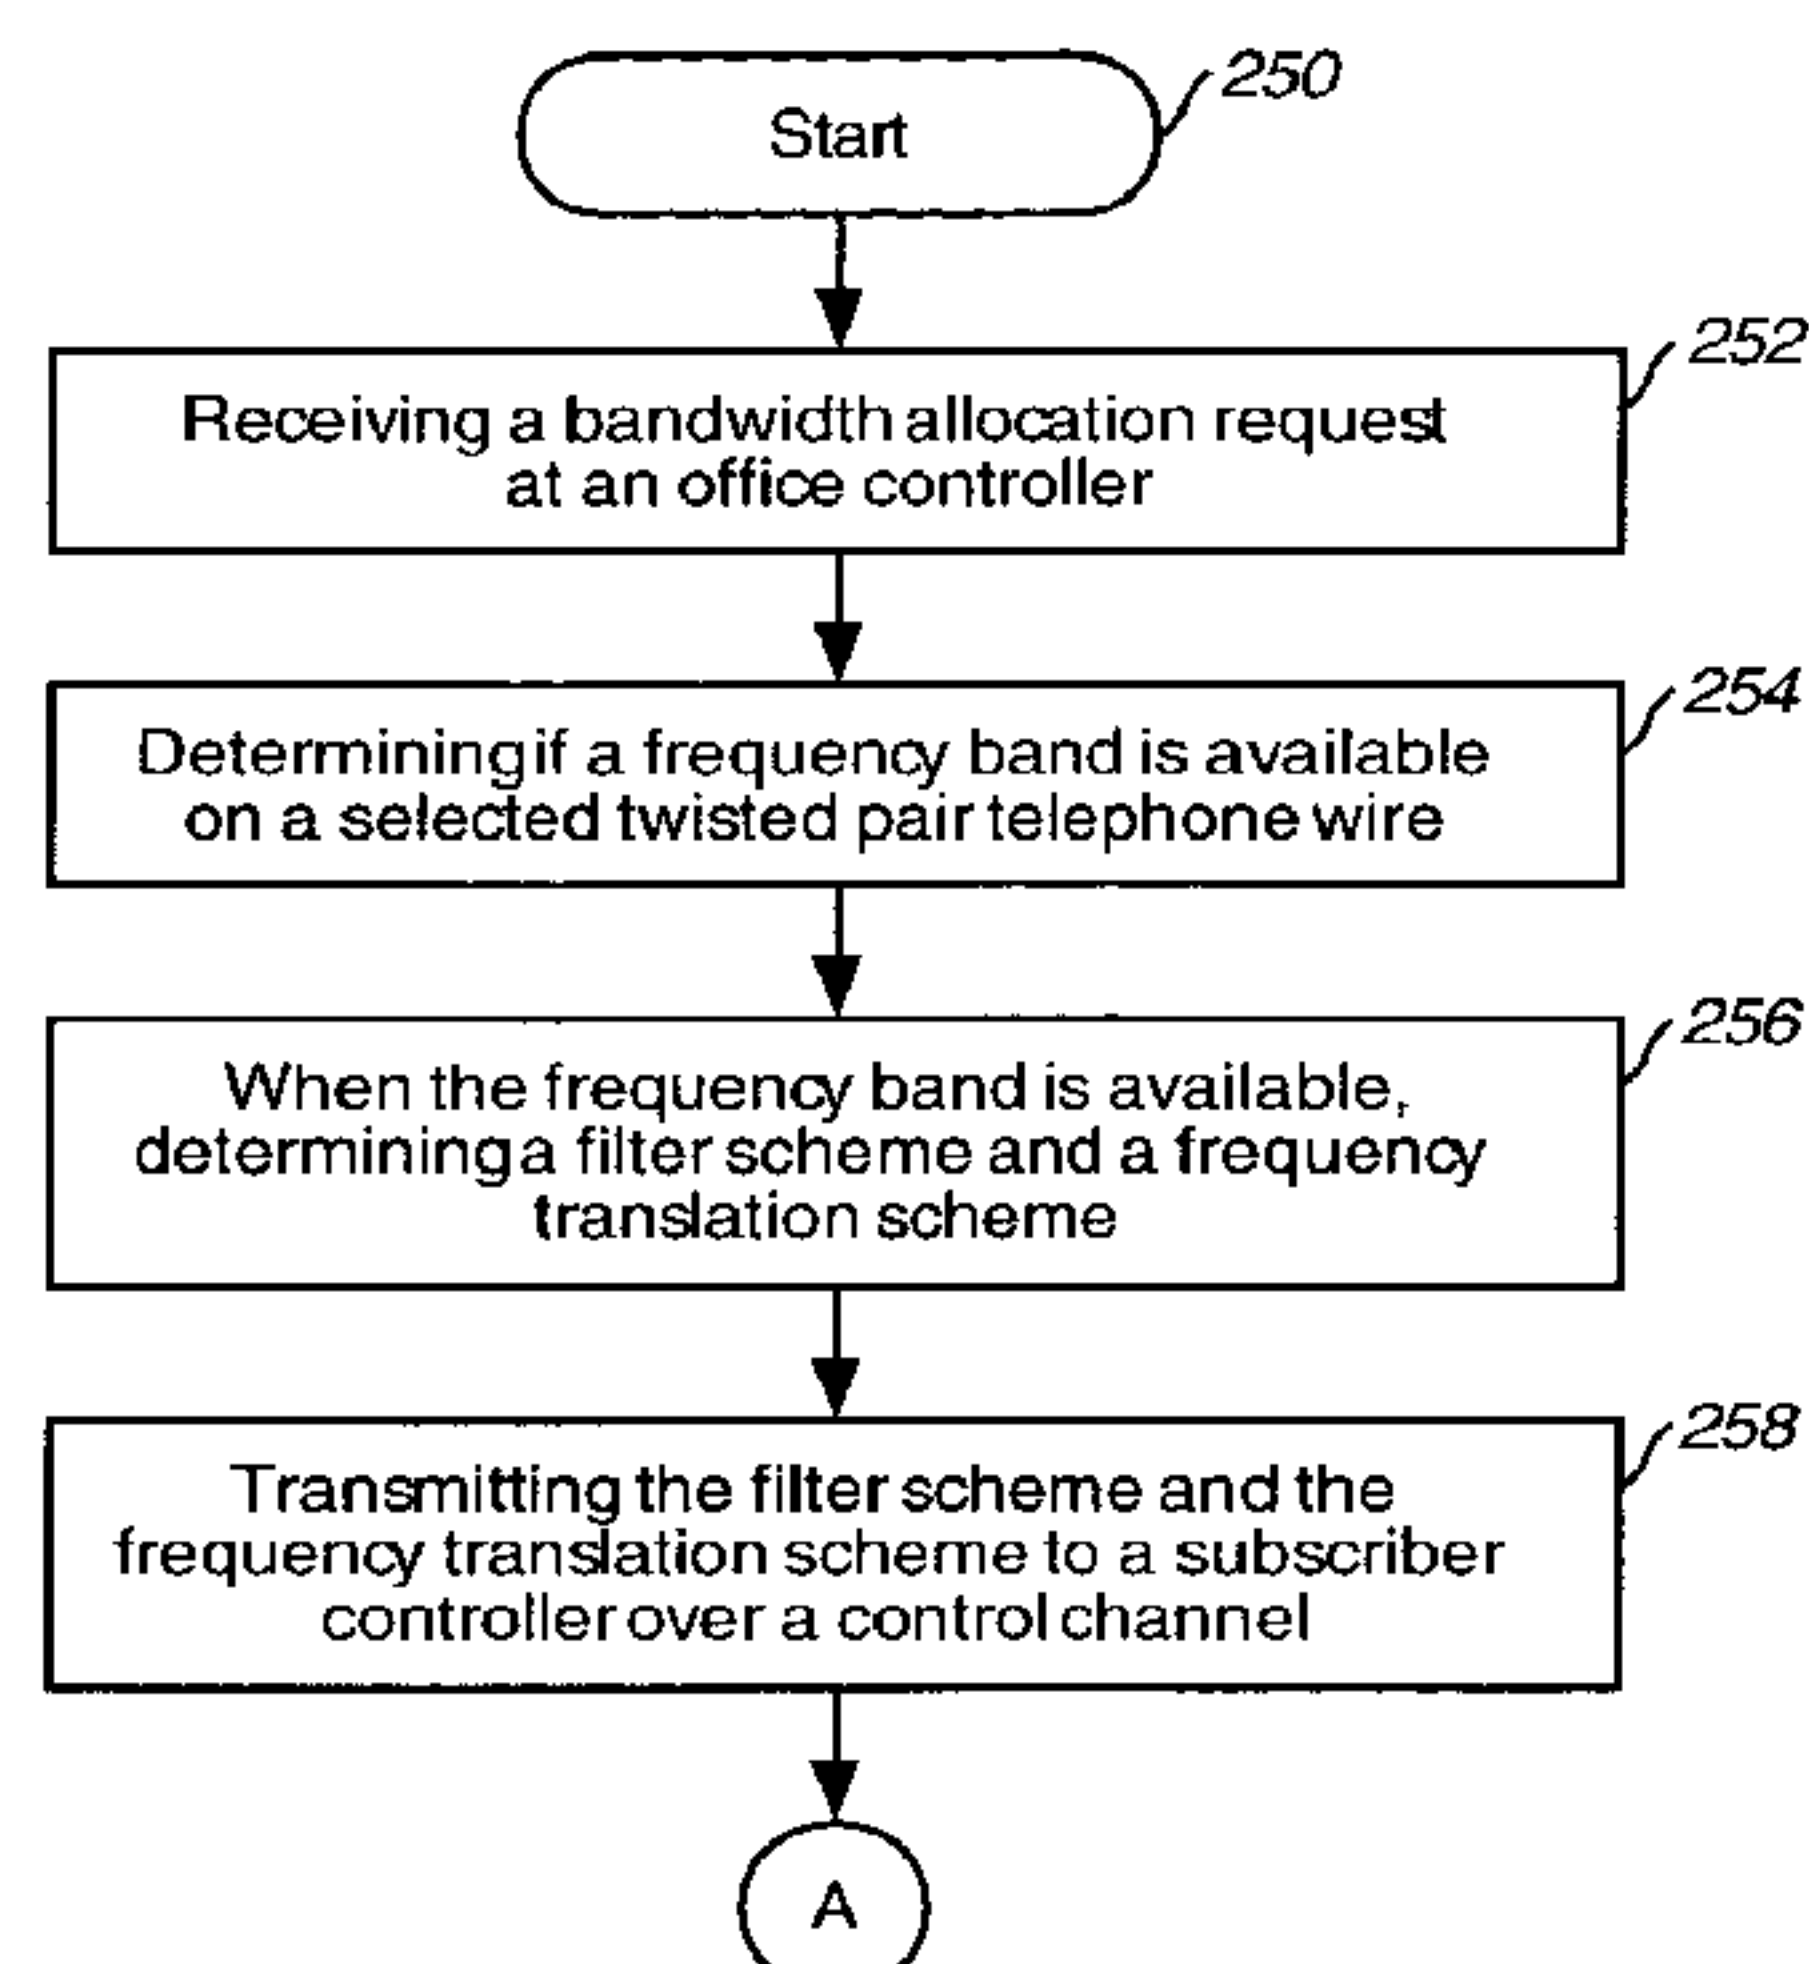 Start
250
252
Receiving a bandwidth allocation request
at an office controller
254
Determining if a frequency band is available
on a selected twisted pair telephone wire
256
When the frequency band is available,
determining a filter scheme and a frequency
translation scheme
258
Transmitting the filter scheme and the
frequency translation scheme to a subscriber
controller over a control channel
A